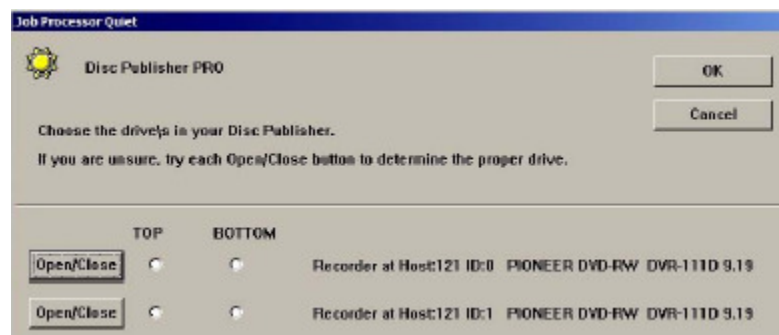 Job Processor Quiet
Disc Publisher PRO
OK
Cancel
Choose the drive\s in your Disc Publisher.
If you are unsure, try each Open/Close button to determine the proper drive.
TOP BOTTOM
Open/Close Recorder at Host:121 ID:0 PIONEER DVD-RW DVR-111D 9.19
Open/Close Recorder at Host:121 ID:1 PIONEER DVD-RW DVR-111D 9.19